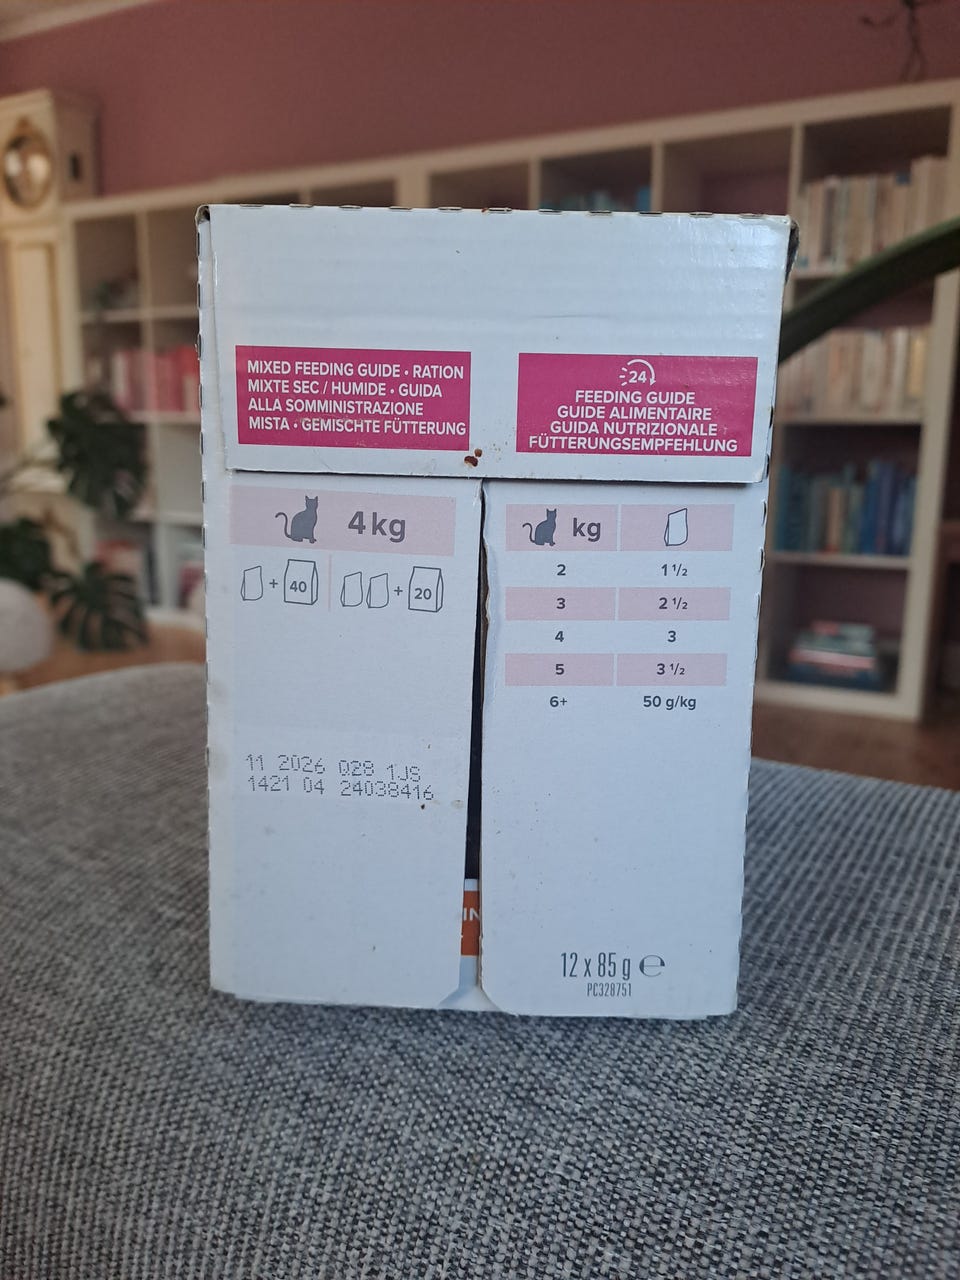 MIXED FEEDING GUIDE • RATION
MIXTE SEC / HUMIDE • GUIDA
ALLA SOMMINISTRAZIONE
MISTA • GEMISCHTE FÜTTERUNG
24
FEEDING GUIDE
GUIDE ALIMENTAIRE
GUIDA NUTRIZIONALE
FÜTTERUNGSEMPFEHLUNG
4 kg
+ 40
+ 20
kg
2 1 1/2
3 2 1/2
4 3
5 3 1/2
6+ 50 g/kg
11 2026 Q28 1JS
1421 04 24038416
IN
12 x 85 g ℮
PC328751